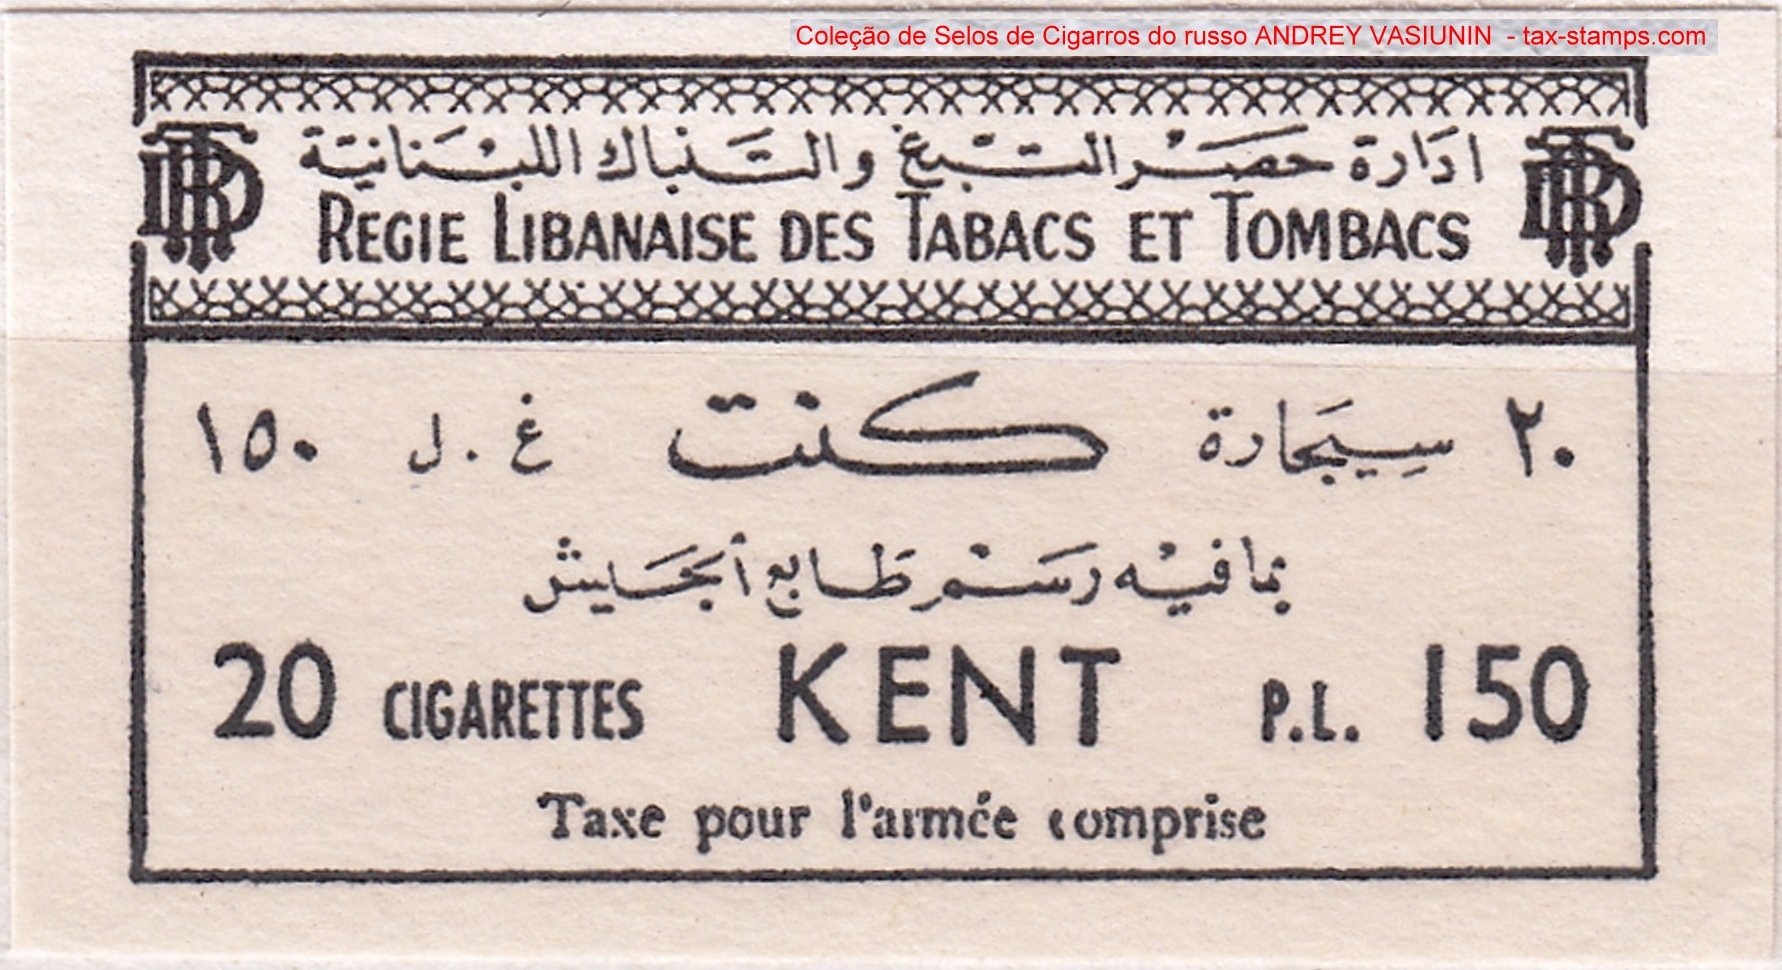 Coleção de Selos de Cigarros do russo ANDREY VASIUNIN - tax-stamps.com
ادارة حصر التبغ والتنباك اللبنانية
REGIE LIBANAISE DES TABACS ET TOMBACS
٢٠ سيجارة كنت غ . ل ١٥٠
بما فيه رسم طابع الجيش
20 CIGARETTES KENT P.L. 150
Taxe pour l'armée comprise